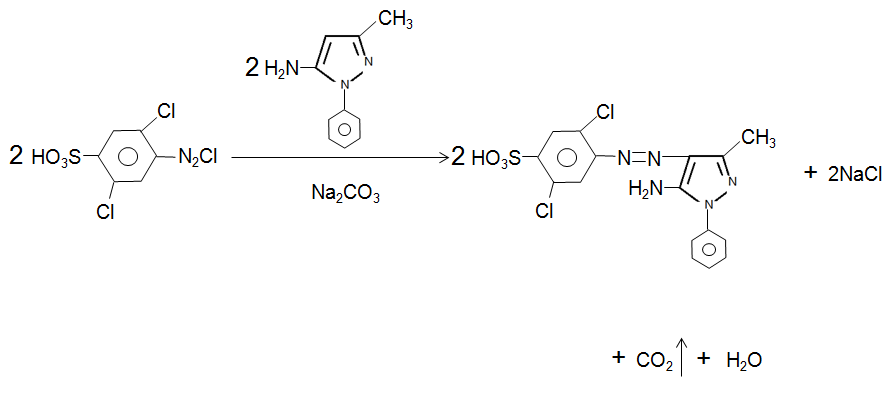 CH₃
2 H₂N
N
N
Cl
2 HO₃S
N₂Cl
Cl
Na₂CO₃
2 HO₃S
Cl
N=N
CH₃
H₂N
N
N
Cl
+ 2NaCl
+ CO₂↑ + H₂O